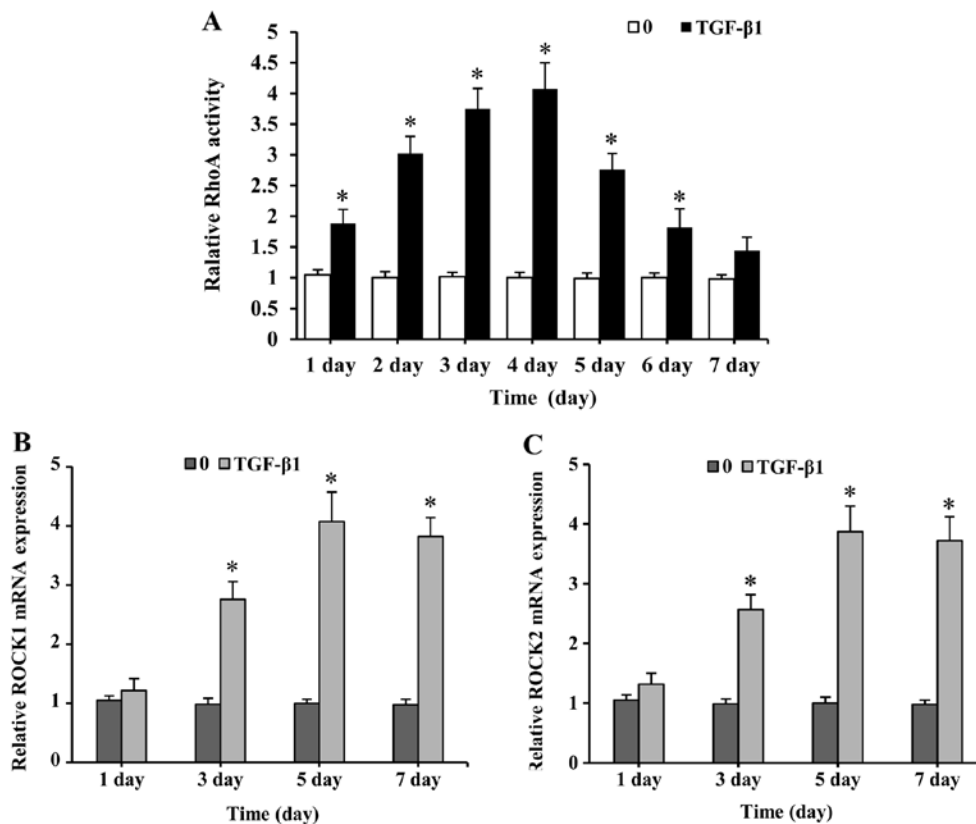 A
0 TGF-β1
Ralative RhoA activity
5
4.5
4
3.5
3
2.5
2
1.5
1
0.5
0
* * * * * *
1 day 2 day 3 day 4 day 5 day 6 day 7 day
Time (day)
B
0 TGF-β1
Relative ROCK1 mRNA expression
5
4
3
2
1
0
* * *
1 day 3 day 5 day 7 day
Time (day)
C
0 TGF-β1
Relative ROCK2 mRNA expression
5
4
3
2
1
0
* * *
1 day 3 day 5 day 7 day
Time (day)